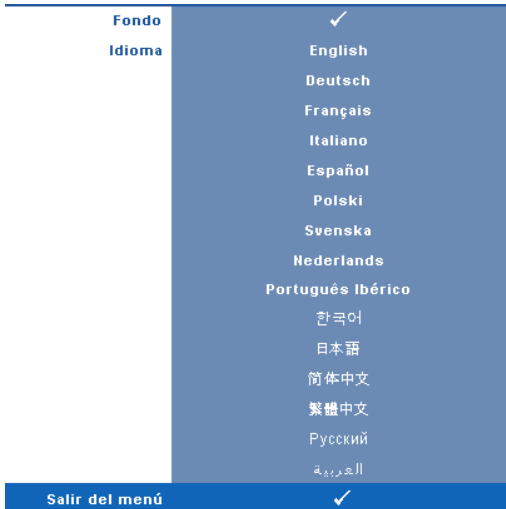 Fondo ✓
Idioma English
Deutsch
Français
Italiano
Español
Polski
Svenska
Nederlands
Portugués Ibérico
한국어
日本語
简体中文
繁體中文
Русский
العربية
Salir del menú ✓